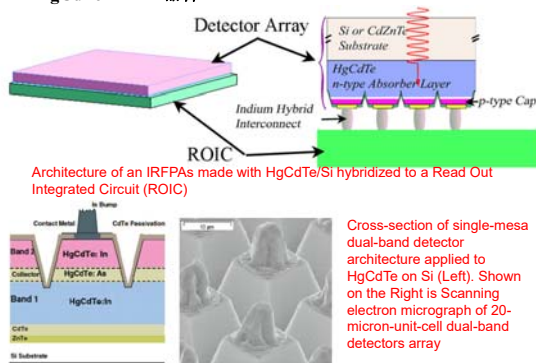 Detector Array
Si or CdZnTe
Substrate
HgCdTe
n-type Absorber Layer
p-type Cap
Indium Hybrid
Interconnect
ROIC
Architecture of an IRFPAs made with HgCdTe/Si hybridized to a Read Out
Integrated Circuit (ROIC)
In Bump
Contact Metal
CdTe Passivation
Band 2
HgCdTe: In
Collector
HgCdTe: As
Band 1
HgCdTe:In
CdTe
ZnTe
Si Substrate
Cross-section of single-mesa
dual-band detector
architecture applied to
HgCdTe on Si (Left). Shown
on the Right is Scanning
electron micrograph of 20-
micron-unit-cell dual-band
detectors array